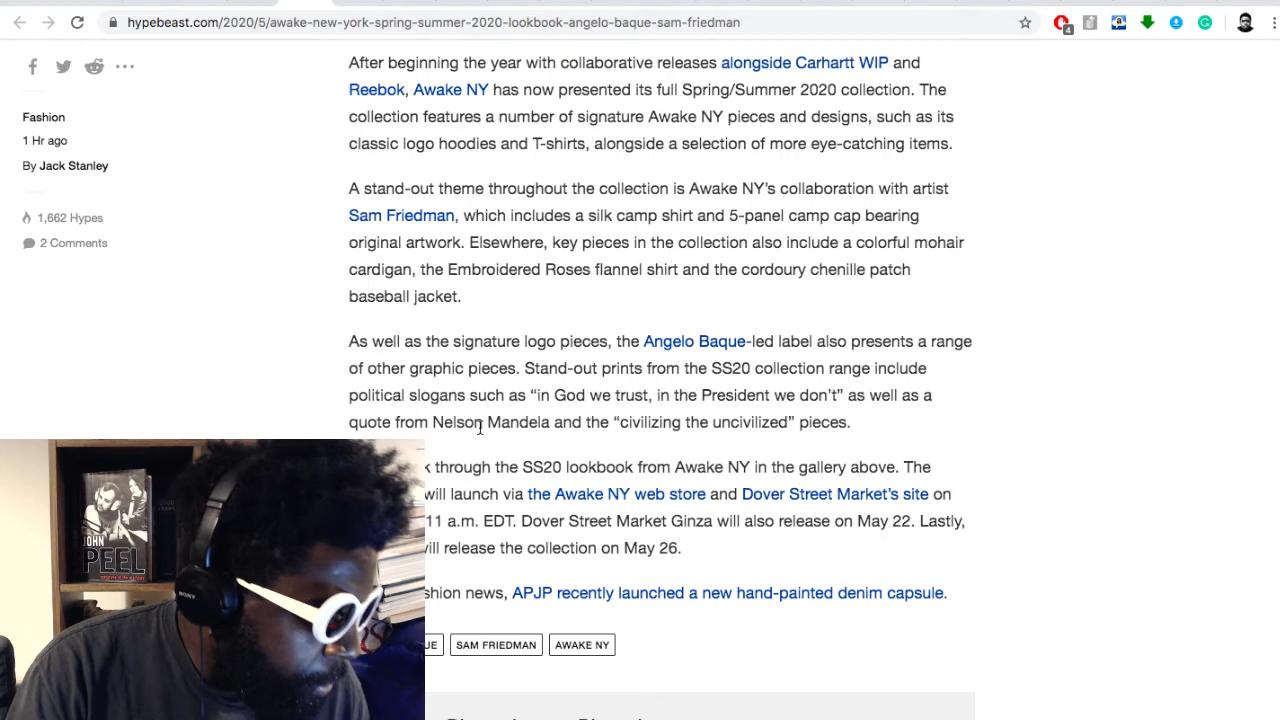 hypebeast.com/2020/5/awake-new-york-spring-summer-2020-lookbook-angelo-baque-sam-friedman
4
After beginning the year with collaborative releases alongside Carhartt WIP and
Reebok, Awake NY has now presented its full Spring/Summer 2020 collection. The
collection features a number of signature Awake NY pieces and designs, such as its
classic logo hoodies and T-shirts, alongside a selection of more eye-catching items.
Fashion
1 Hr ago
By Jack Stanley
1,662 Hypes
2 Comments
A stand-out theme throughout the collection is Awake NY’s collaboration with artist
Sam Friedman, which includes a silk camp shirt and 5-panel camp cap bearing
original artwork. Elsewhere, key pieces in the collection also include a colorful mohair
cardigan, the Embroidered Roses flannel shirt and the cordoury chenille patch
baseball jacket.
As well as the signature logo pieces, the Angelo Baque-led label also presents a range
of other graphic pieces. Stand-out prints from the SS20 collection range include
political slogans such as “in God we trust, in the President we don’t” as well as a
quote from Nelson Mandela and the “civilizing the uncivilized” pieces.
k through the SS20 lookbook from Awake NY in the gallery above. The
will launch via the Awake NY web store and Dover Street Market’s site on
11 a.m. EDT. Dover Street Market Ginza will also release on May 22. Lastly,
will release the collection on May 26.
shion news, APJP recently launched a new hand-painted denim capsule.
UE
SAM FRIEDMAN
AWAKE NY
JOHN
PEEL
SONY